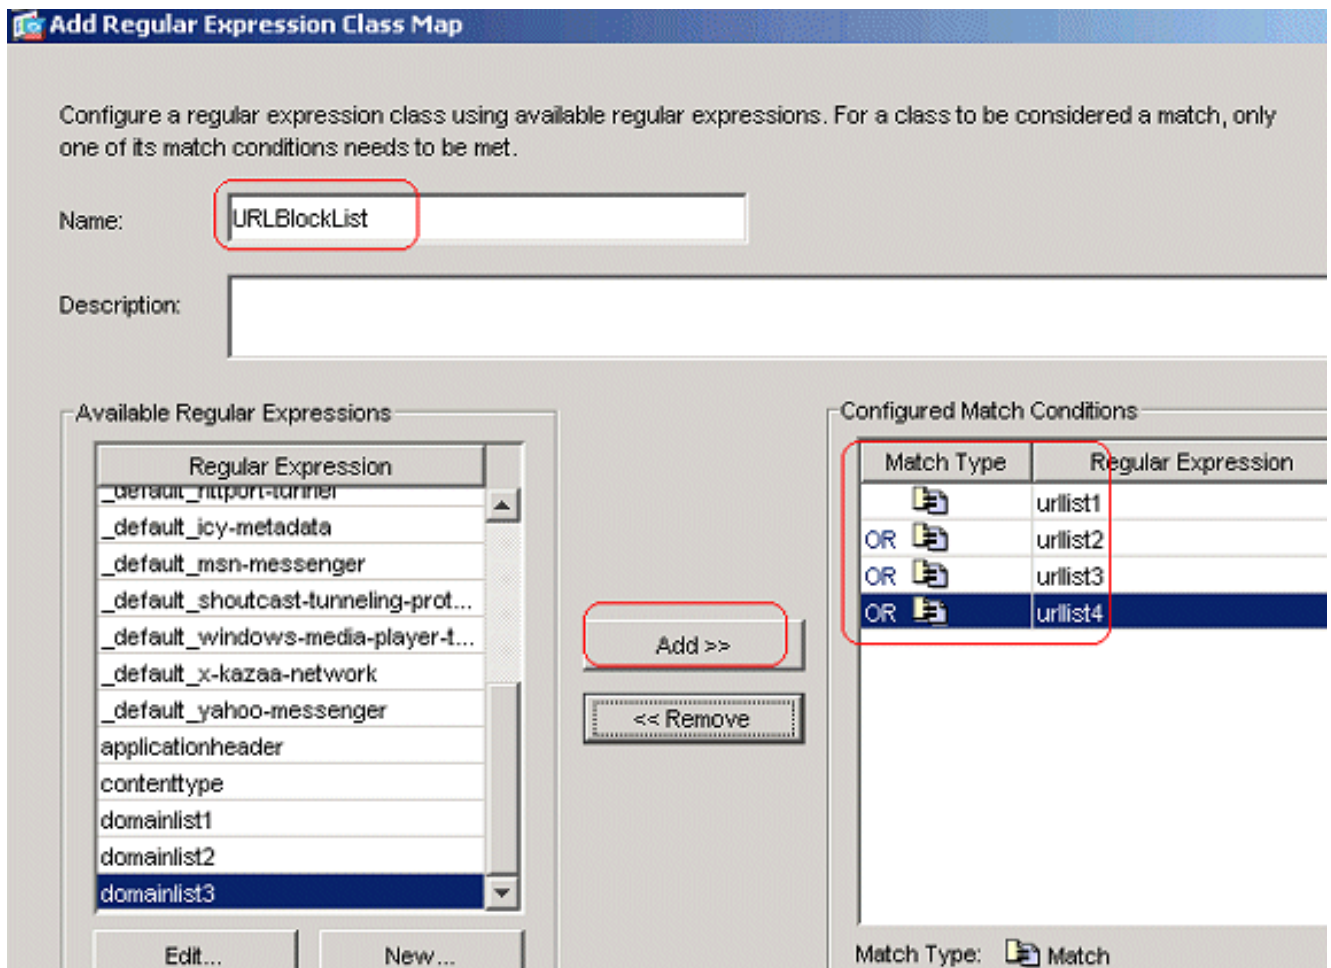 Add Regular Expression Class Map
Configure a regular expression class using available regular expressions. For a class to be considered a match, only
one of its match conditions needs to be met.
Name:
URLBlockList
Description:
Available Regular Expressions
Regular Expression
_default_httport-tunnel
_default_icy-metadata
_default_msn-messenger
_default_shoutcast-tunneling-prot...
_default_windows-media-player-t...
_default_x-kazaa-network
_default_yahoo-messenger
applicationheader
contenttype
domainlist1
domainlist2
domainlist3
Edit...
New...
Add >>
<< Remove
Configured Match Conditions
Match Type Regular Expression
urllist1
OR urllist2
OR urllist3
OR urllist4
Match Type: Match